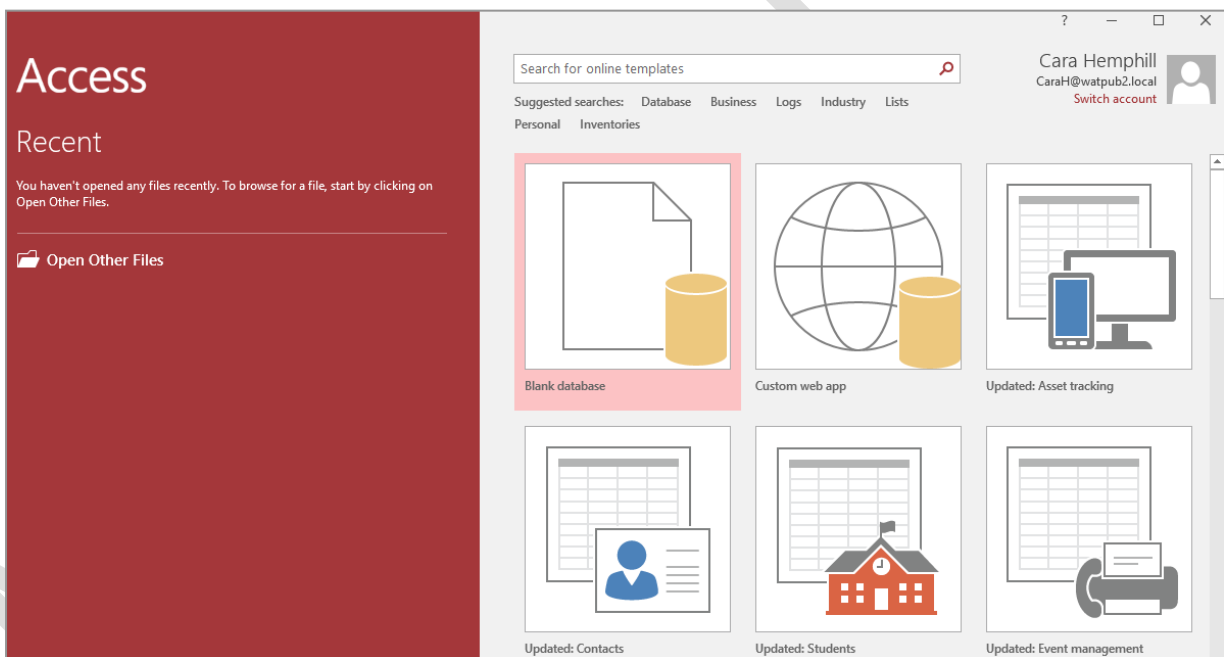 Access
Recent
You haven't opened any files recently. To browse for a file, start by clicking on
Open Other Files.
Open Other Files
?
Search for online templates
Cara Hemphill
CaraH@watpub2.local
Switch account
Suggested searches: Database Business Logs Industry Lists
Personal Inventories
Blank database
Custom web app
Updated: Asset tracking
Updated: Contacts
Updated: Students
Updated: Event management